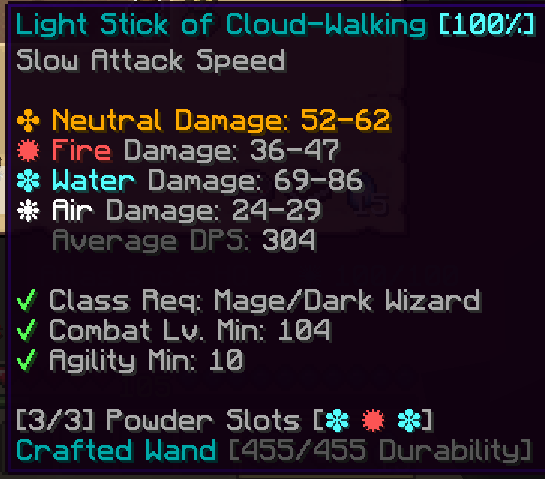 Light Stick of Cloud-Walking [100%]
Slow Attack Speed
✣ Neutral Damage: 52-62
✹ Fire Damage: 36-47
❉ Water Damage: 69-86
❋ Air Damage: 24-29
Average DPS: 304
✓ Class Req: Mage/Dark Wizard
✓ Combat Lv. Min: 104
✓ Agility Min: 10
[3/3] Powder Slots [❉ ✹ ❉]
Crafted Wand [455/455 Durability]